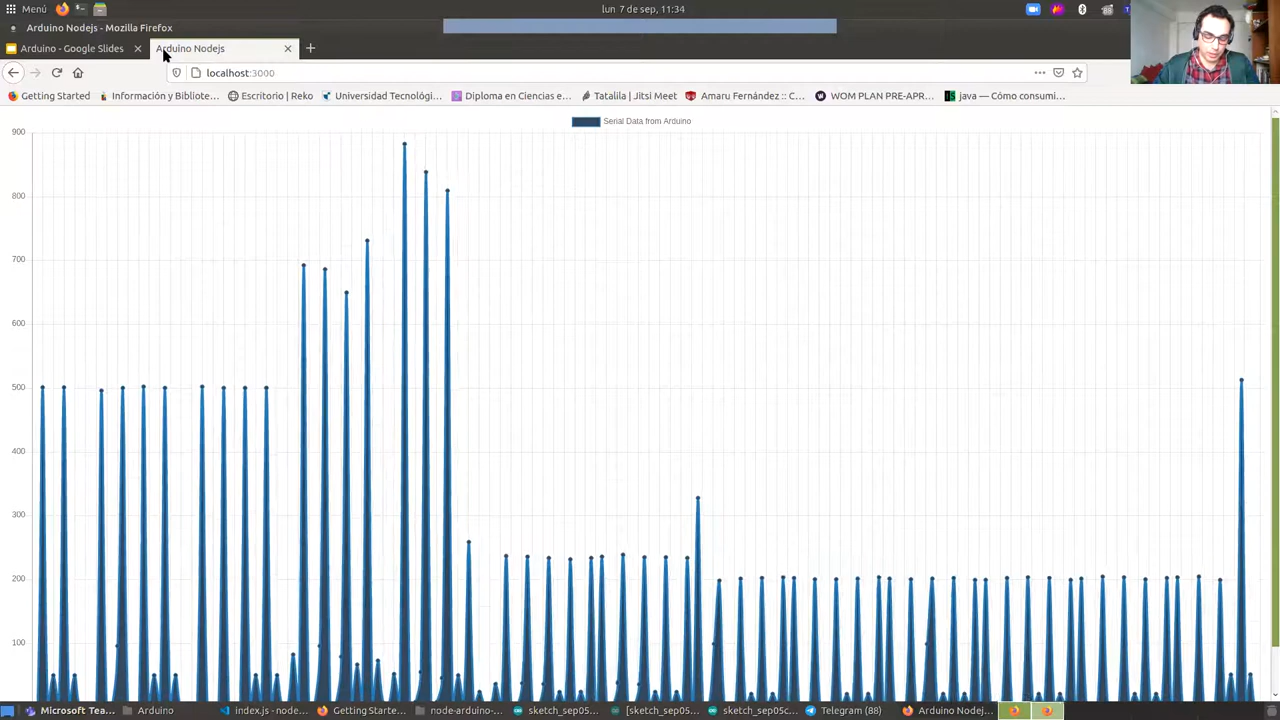 Menú
lun 7 de sep, 11:34
Arduino Nodejs - Mozilla Firefox
Arduino - Google Slides
Arduino Nodejs
localhost:3000
Getting Started
Información y Bibliote…
Escritorio | Reko
Universidad Tecnológi…
Diploma en Ciencias e…
Tatalila | Jitsi Meet
Amaru Fernández :: C…
WOM PLAN PRE-APR…
java — Cómo consumi…
Serial Data from Arduino
900
800
700
600
500
400
300
200
100
Microsoft Tea…
Arduino
index.js - node…
Getting Starte…
node-arduino-…
sketch_sep05…
[sketch_sep05…
sketch_sep05c…
Telegram (88)
Arduino Nodej…